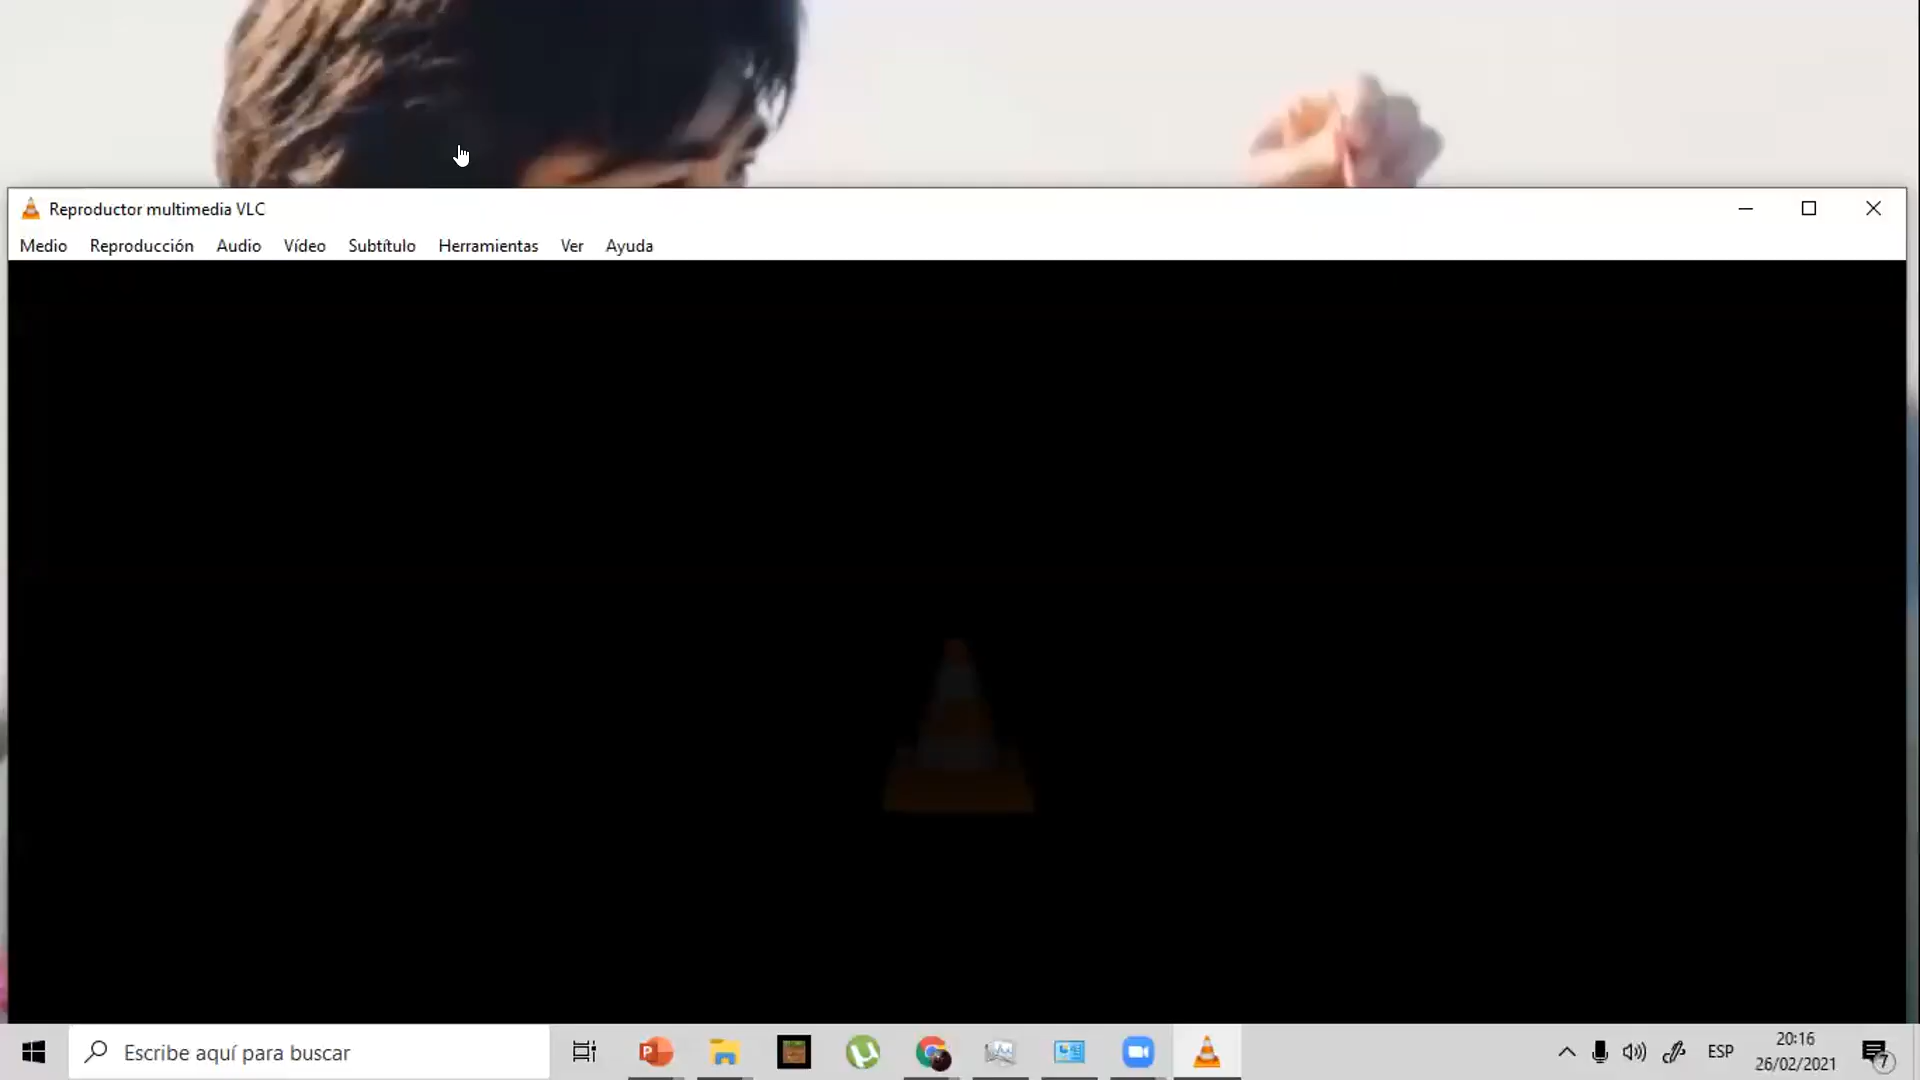 Reproductor multimedia VLC
Medio Reproducción Audio Vídeo Subtítulo Herramientas Ver Ayuda
Escribe aquí para buscar
P
ESP
20:16
26/02/2021
7